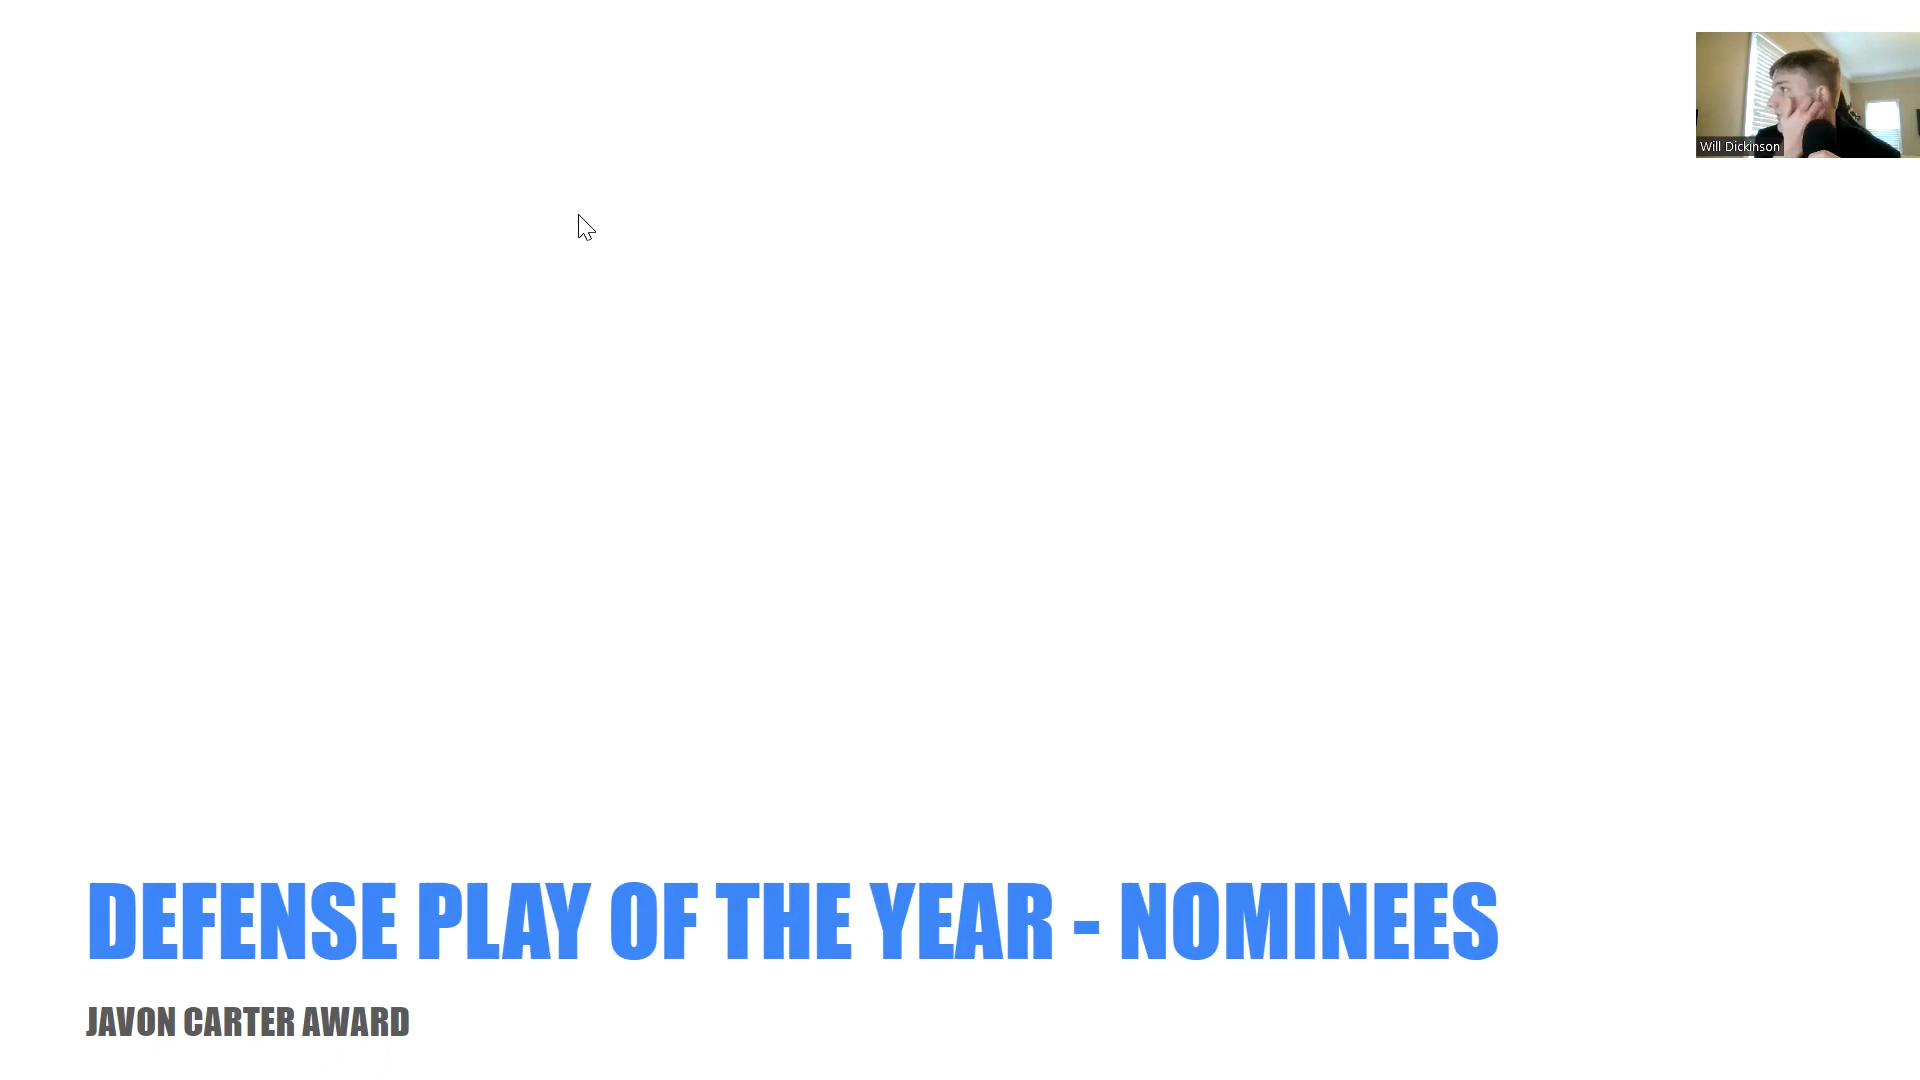 Will Dickinson
DEFENSE PLAY OF THE YEAR - NOMINEES
JAVON CARTER AWARD